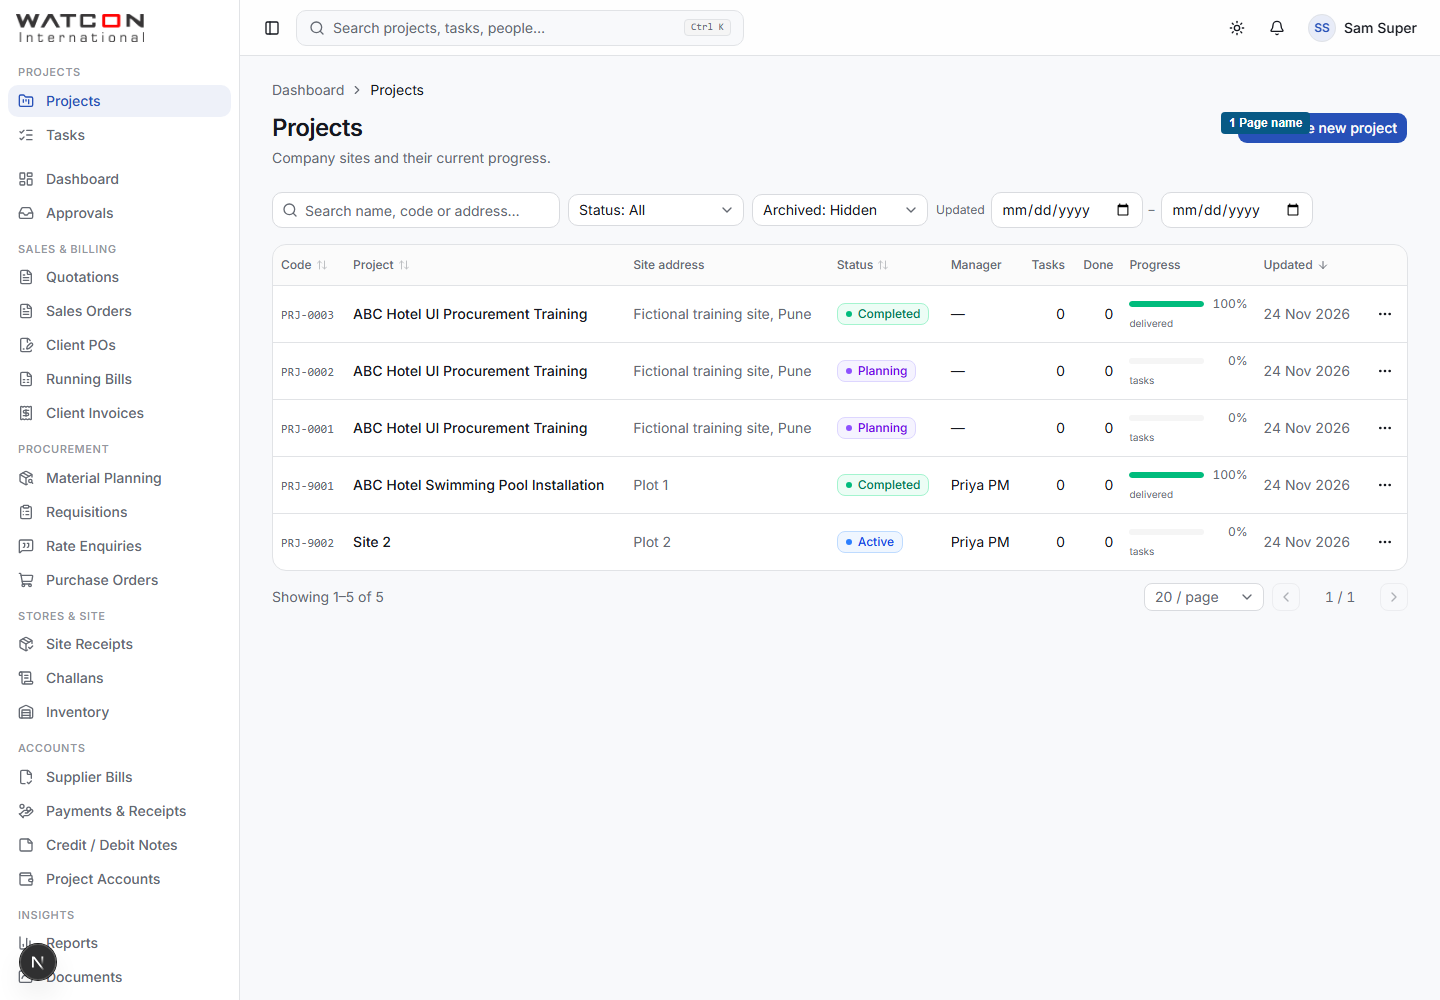 WATCON
International
PROJECTS
Projects
Tasks
Dashboard
Approvals
SALES & BILLING
Quotations
Sales Orders
Client POs
Running Bills
Client Invoices
PROCUREMENT
Material Planning
Requisitions
Rate Enquiries
Purchase Orders
STORES & SITE
Site Receipts
Challans
Inventory
ACCOUNTS
Supplier Bills
Payments & Receipts
Credit / Debit Notes
Project Accounts
INSIGHTS
Reports
Documents
N
Search projects, tasks, people... Ctrl K
SS Sam Super
Dashboard > Projects
Projects
1 Page name
new project
Company sites and their current progress.
Search name, code or address... Status: All Archived: Hidden Updated mm/dd/yyyy – mm/dd/yyyy
Code Project Site address Status Manager Tasks Done Progress Updated
PRJ-0003 ABC Hotel UI Procurement Training Fictional training site, Pune Completed — 0 0 100% delivered 24 Nov 2026
PRJ-0002 ABC Hotel UI Procurement Training Fictional training site, Pune Planning — 0 0 0% tasks 24 Nov 2026
PRJ-0001 ABC Hotel UI Procurement Training Fictional training site, Pune Planning — 0 0 0% tasks 24 Nov 2026
PRJ-9001 ABC Hotel Swimming Pool Installation Plot 1 Completed Priya PM 0 0 100% delivered 24 Nov 2026
PRJ-9002 Site 2 Plot 2 Active Priya PM 0 0 0% tasks 24 Nov 2026
Showing 1–5 of 5
20 / page 1 / 1